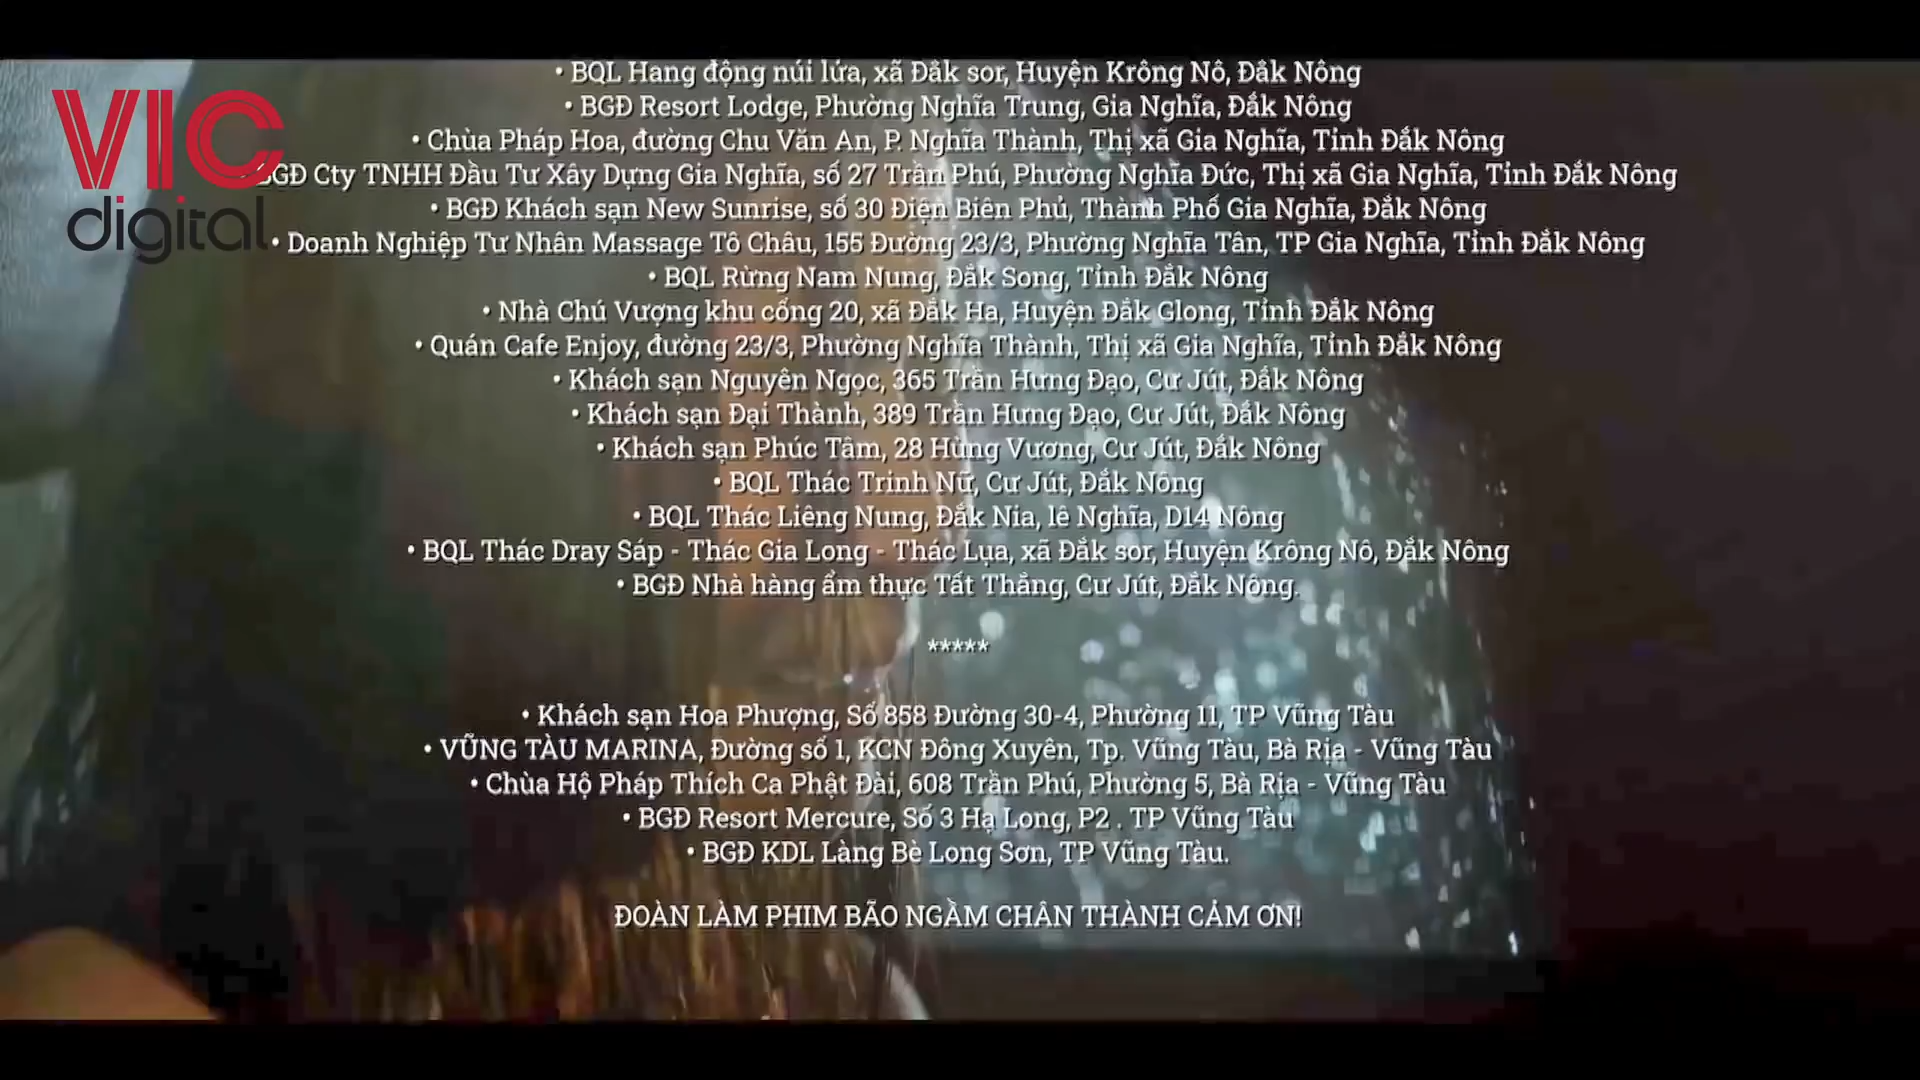 • BQL Hang động núi lửa, xã Đắk sor, Huyện Krông Nô, Đắk Nông
• BGĐ Resort Lodge, Phường Nghĩa Trung, Gia Nghĩa, Đắk Nông
• Chùa Pháp Hoa, đường Chu Văn An, P. Nghĩa Thành, Thị xã Gia Nghĩa, Tỉnh Đắk Nông
VIC
BGĐ Cty TNHH Đầu Tư Xây Dựng Gia Nghĩa, số 27 Trần Phú, Phường Nghĩa Đức, Thị xã Gia Nghĩa, Tỉnh Đắk Nông
• BGĐ Khách sạn New Sunrise, số 30 Điện Biên Phủ, Thành Phố Gia Nghĩa, Đắk Nông
digital
• Doanh Nghiệp Tư Nhân Massage Tô Châu, 155 Đường 23/3, Phường Nghĩa Tân, TP Gia Nghĩa, Tỉnh Đắk Nông
• BQL Rừng Nam Nung, Đắk Song, Tỉnh Đắk Nông
• Nhà Chú Vượng khu cống 20, xã Đắk Ha, Huyện Đắk Glong, Tỉnh Đắk Nông
• Quán Cafe Enjoy, đường 23/3, Phường Nghĩa Thành, Thị xã Gia Nghĩa, Tỉnh Đắk Nông
• Khách sạn Nguyên Ngọc, 365 Trần Hưng Đạo, Cư Jút, Đắk Nông
• Khách sạn Đại Thành, 389 Trần Hưng Đạo, Cư Jút, Đắk Nông
• Khách sạn Phúc Tâm, 28 Hùng Vương, Cư Jút, Đắk Nông
• BQL Thác Trinh Nữ, Cư Jút, Đắk Nông
• BQL Thác Liêng Nung, Đắk Nia, lê Nghĩa, D14 Nông
• BQL Thác Dray Sáp - Thác Gia Long - Thác Lụa, xã Đắk sor, Huyện Krông Nô, Đắk Nông
• BGĐ Nhà hàng ẩm thực Tất Thắng, Cư Jút, Đắk Nông.
*****
• Khách sạn Hoa Phượng, Số 858 Đường 30-4, Phường 11, TP Vũng Tàu
• VŨNG TÀU MARINA, Đường số 1, KCN Đông Xuyên, Tp. Vũng Tàu, Bà Rịa - Vũng Tàu
• Chùa Hộ Pháp Thích Ca Phật Đài, 608 Trần Phú, Phường 5, Bà Rịa - Vũng Tàu
• BGĐ Resort Mercure, Số 3 Hạ Long, P2 . TP Vũng Tàu
• BGĐ KDL Làng Bè Long Sơn, TP Vũng Tàu.
ĐOÀN LÀM PHIM BÃO NGẦM CHÂN THÀNH CẢM ƠN!